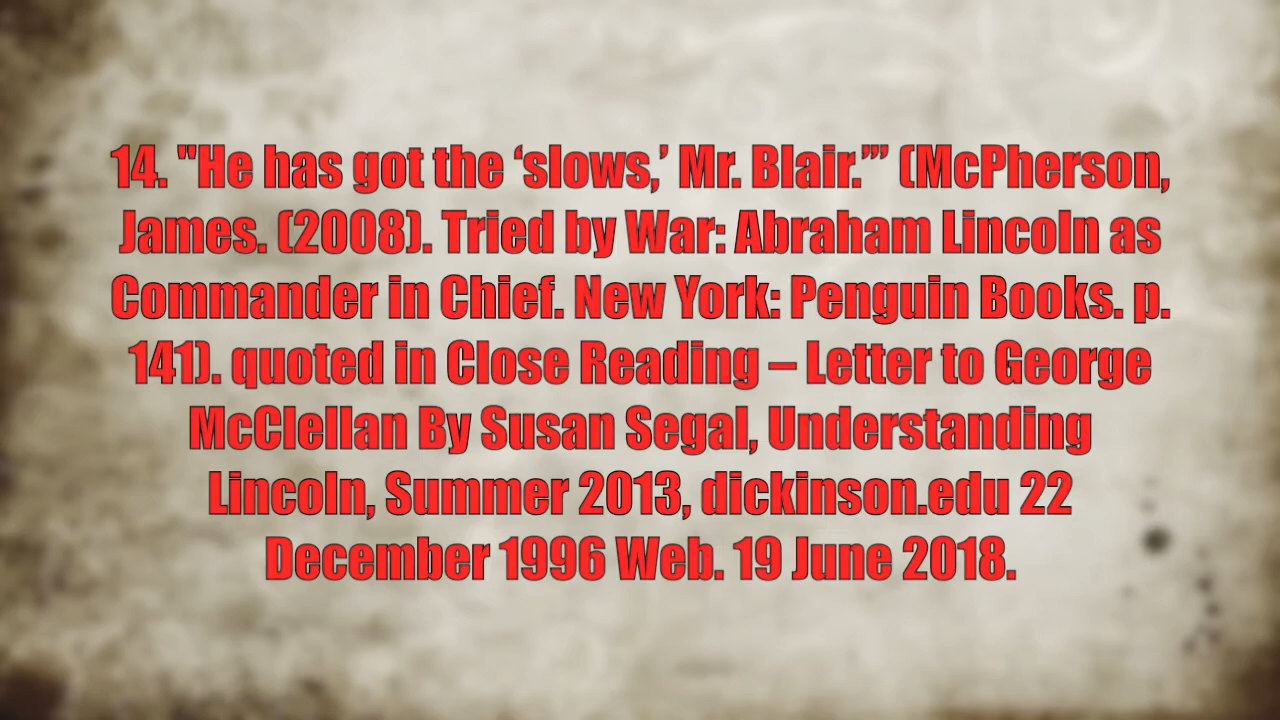 14. "He has got the ‘slows,’ Mr. Blair.’” (McPherson,
James. (2008). Tried by War: Abraham Lincoln as
Commander in Chief. New York: Penguin Books. p.
141). quoted in Close Reading – Letter to George
McClellan By Susan Segal, Understanding
Lincoln, Summer 2013, dickinson.edu 22
December 1996 Web. 19 June 2018.